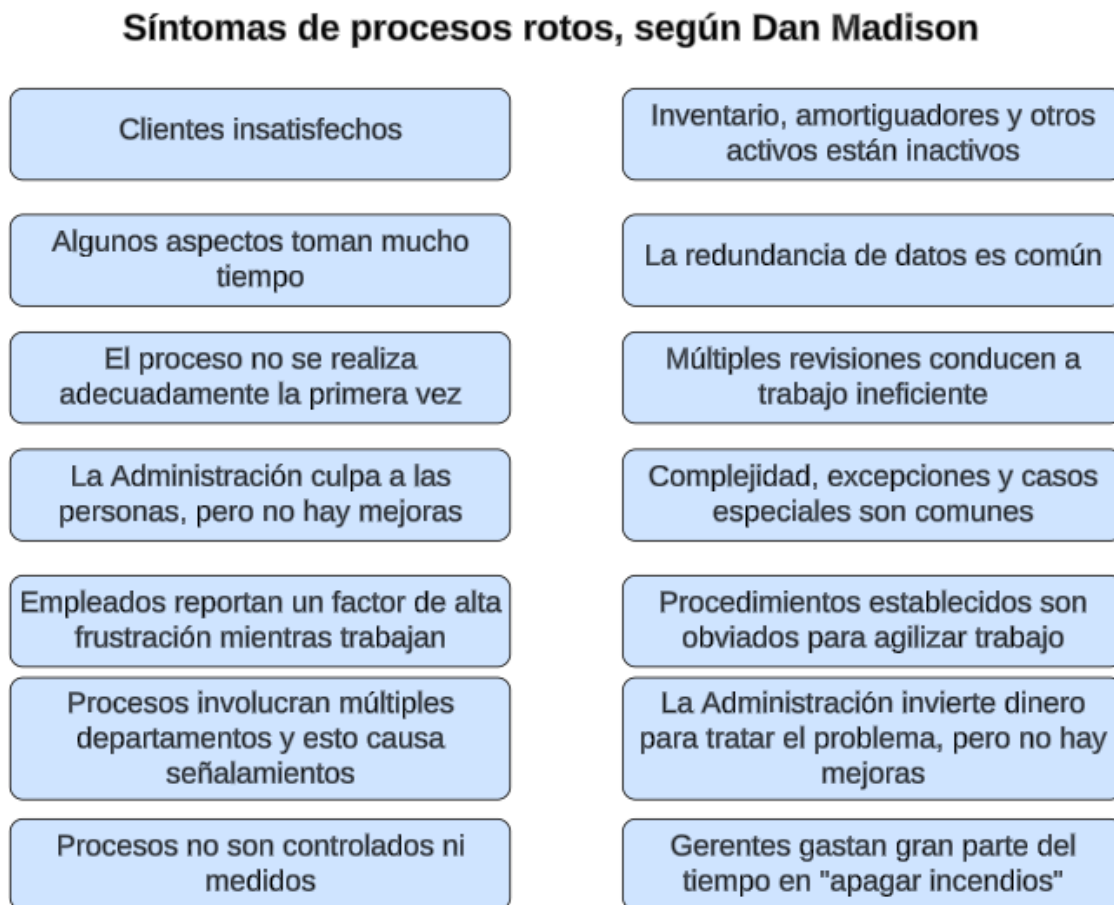 Síntomas de procesos rotos, según Dan Madison
Clientes insatisfechos
Algunos aspectos toman mucho
tiempo
El proceso no se realiza
adecuadamente la primera vez
La Administración culpa a las
personas, pero no hay mejoras
Empleados reportan un factor de alta
frustración mientras trabajan
Procesos involucran múltiples
departamentos y esto causa
señalamientos
Procesos no son controlados ni
medidos
Inventario, amortiguadores y otros
activos están inactivos
La redundancia de datos es común
Múltiples revisiones conducen a
trabajo ineficiente
Complejidad, excepciones y casos
especiales son comunes
Procedimientos establecidos son
obviados para agilizar trabajo
La Administración invierte dinero
para tratar el problema, pero no hay
mejoras
Gerentes gastan gran parte del
tiempo en "apagar incendios"